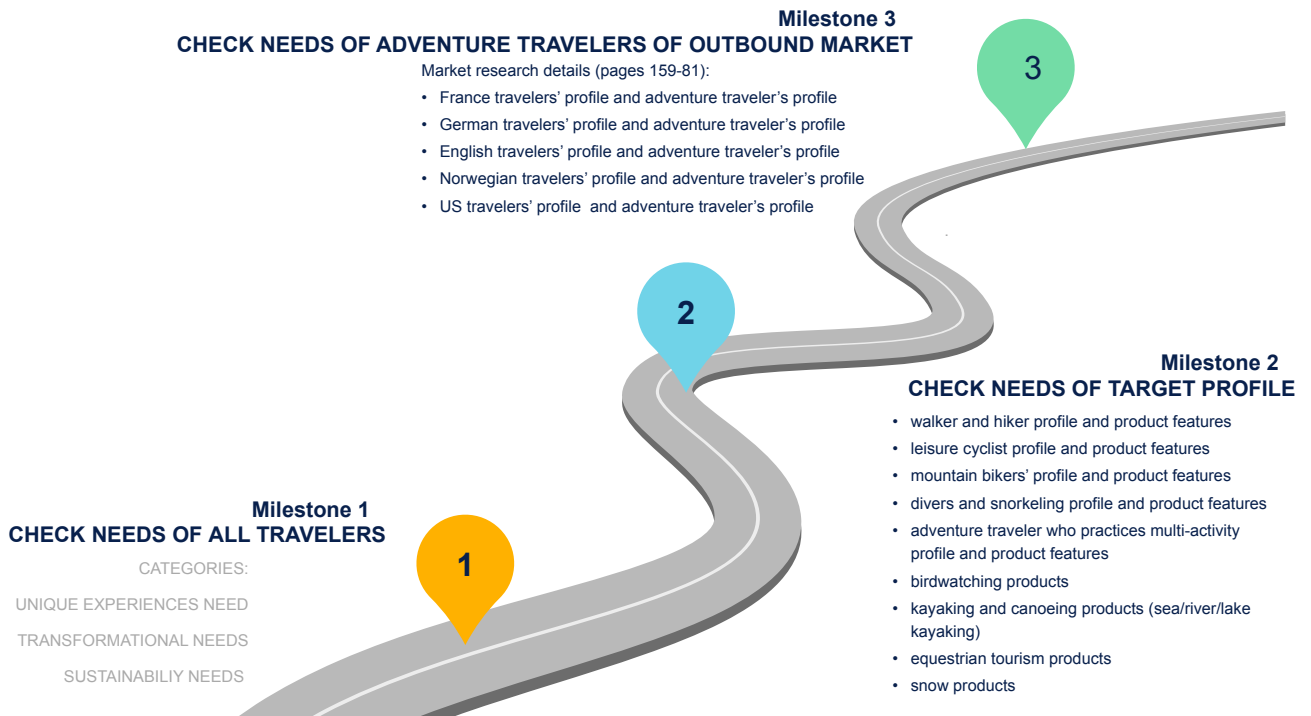 Milestone 3
CHECK NEEDS OF ADVENTURE TRAVELERS OF OUTBOUND MARKET
Market research details (pages 159-81):
• France travelers’ profile and adventure traveler’s profile
• German travelers’ profile and adventure traveler’s profile
• English travelers’ profile and adventure traveler’s profile
• Norwegian travelers’ profile and adventure traveler’s profile
• US travelers’ profile and adventure traveler’s profile
3
2
Milestone 2
CHECK NEEDS OF TARGET PROFILE
• walker and hiker profile and product features
• leisure cyclist profile and product features
• mountain bikers’ profile and product features
• divers and snorkeling profile and product features
• adventure traveler who practices multi-activity
profile and product features
• birdwatching products
• kayaking and canoeing products (sea/river/lake
kayaking)
• equestrian tourism products
• snow products
Milestone 1
CHECK NEEDS OF ALL TRAVELERS
CATEGORIES:
UNIQUE EXPERIENCES NEED
TRANSFORMATIONAL NEEDS
SUSTAINABILIY NEEDS
1